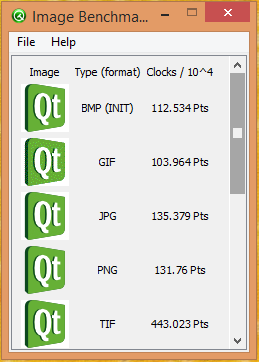 Image Benchma...
File Help
Image Type (format) Clocks / 10^4
Qt BMP (INIT) 112.534 Pts
Qt GIF 103.964 Pts
Qt JPG 135.379 Pts
Qt PNG 131.76 Pts
Qt TIF 443.023 Pts